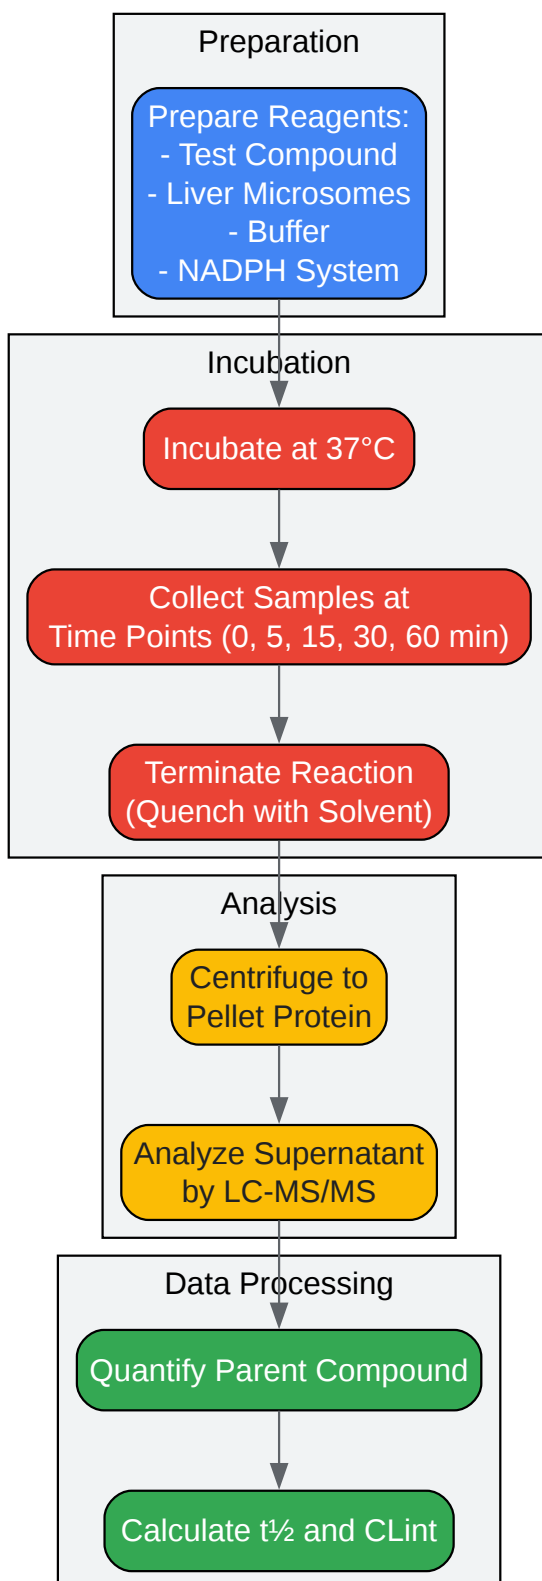 Preparation
Prepare Reagents:
- Test Compound
- Liver Microsomes
- Buffer
- NADPH System
Incubation
Incubate at 37°C
Collect Samples at
Time Points (0, 5, 15, 30, 60 min)
Terminate Reaction
(Quench with Solvent)
Analysis
Centrifuge to
Pellet Protein
Analyze Supernatant
by LC-MS/MS
Data Processing
Quantify Parent Compound
Calculate t½ and CLint